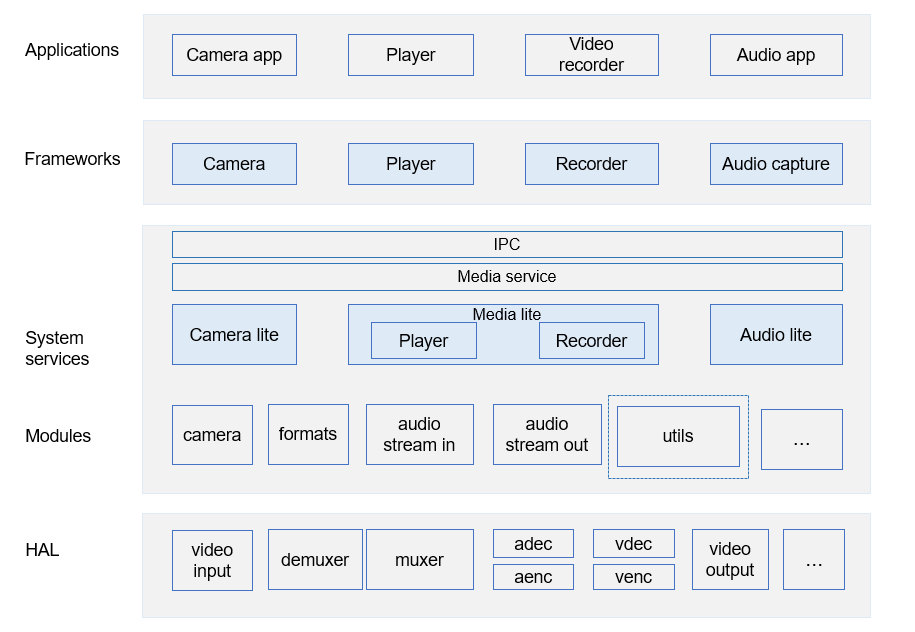 Applications
Camera app
Player
Video
recorder
Audio app
Frameworks
Camera
Player
Recorder
Audio capture
IPC
Media service
System
services
Camera lite
Media lite
Player
Recorder
Audio lite
Modules
camera
formats
audio
stream in
audio
stream out
utils
...
HAL
video
input
demuxer
muxer
adec
aenc
vdec
venc
video
output
...